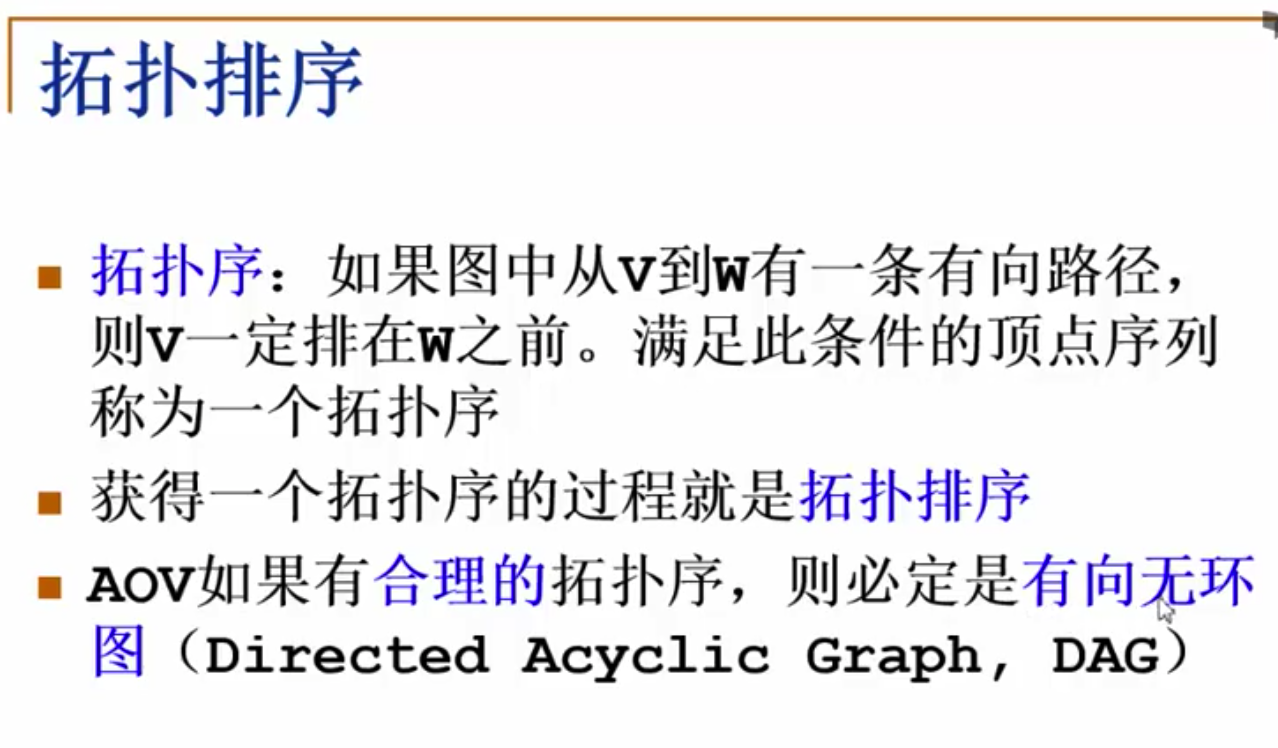 拓扑排序
拓扑序：如果图中从V到W有一条有向路径，
则V一定排在W之前。满足此条件的顶点序列
称为一个拓扑序
获得一个拓扑序的过程就是拓扑排序
AOV如果有合理的拓扑序，则必定是有向无环
图（Directed Acyclic Graph, DAG）